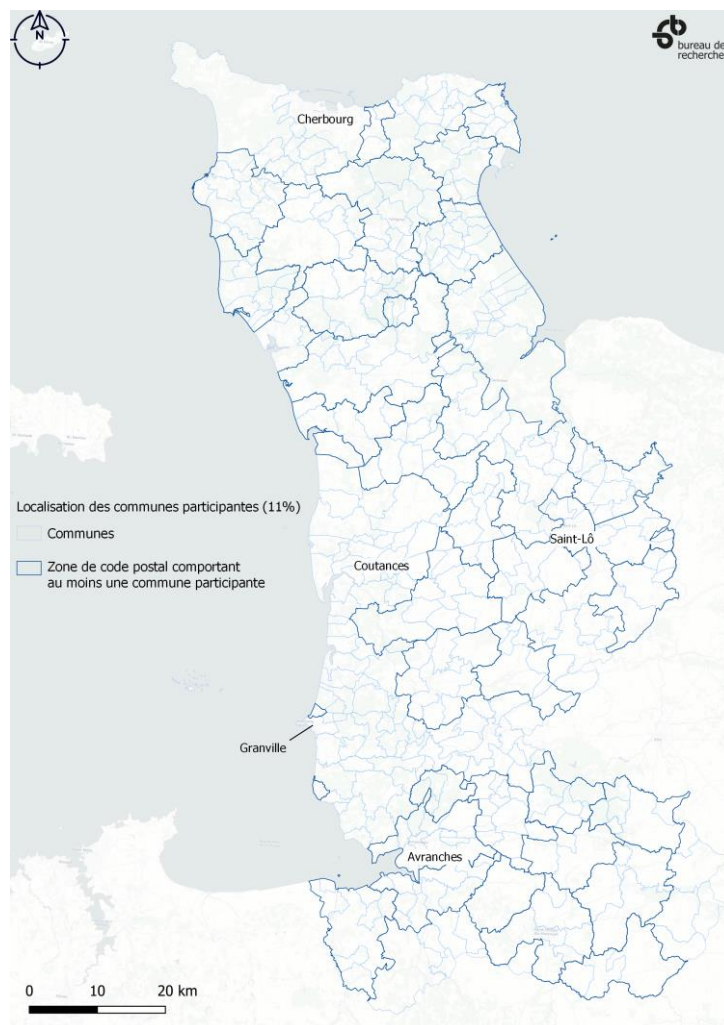 N
bureau de
recherche
Cherbourg
Localisation des communes participantes (11%)
Communes
Zone de code postal comportant
au moins une commune participante
Saint-Lô
Coutances
Granville
Avranches
0 10 20 km